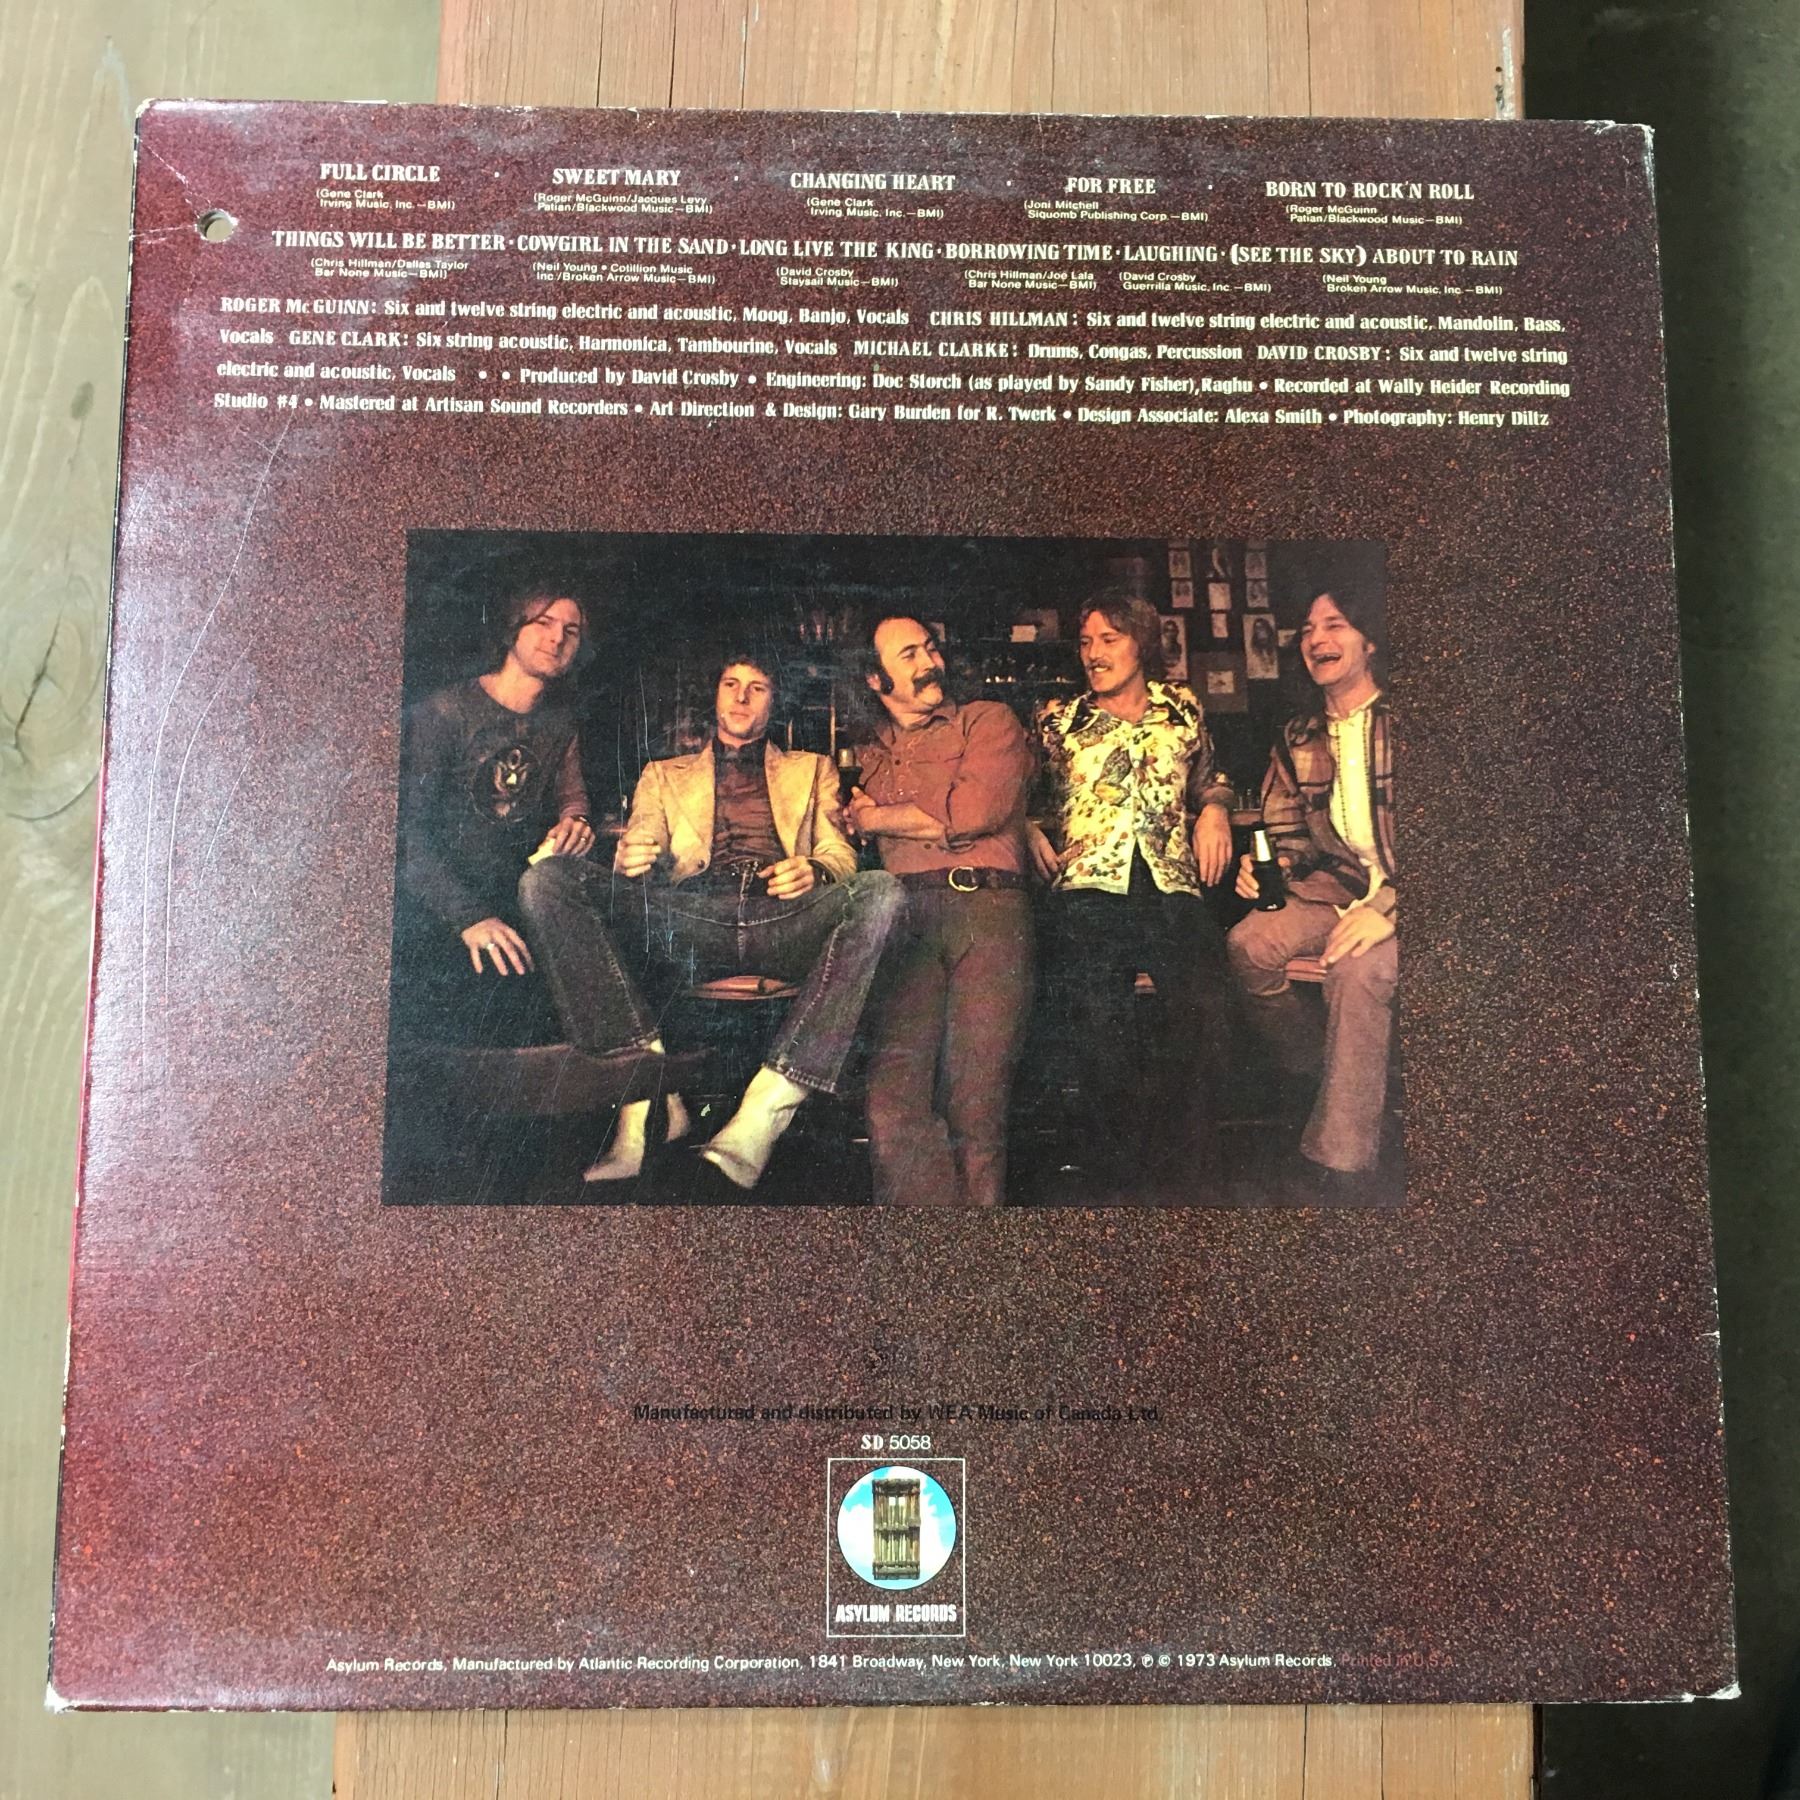 FULL CIRCLE · SWEET MARY · CHANGING HEART · FOR FREE · BORN TO ROCK'N ROLL
(Gene Clark (Roger McGuinn/Jacques Levy (Gene Clark (Joni Mitchell (Roger McGuinn
Irving Music, Inc.—BMI) Patian/Blackwood Music—BMI) Irving Music, Inc.—BMI) Siquomb Publishing Corp.—BMI) Patian/Blackwood Music—BMI)
THINGS WILL BE BETTER · COWGIRL IN THE SAND · LONG LIVE THE KING · BORROWING TIME · LAUGHING · (SEE THE SKY) ABOUT TO RAIN
(Chris Hillman/Dallas Taylor (Neil Young • Cotillion Music (David Crosby (Chris Hillman/Joe Lala (David Crosby (Neil Young
Bar None Music—BMI) Inc./Broken Arrow Music—BMI) Staysail Music—BMI) Bar None Music—BMI) Guerrilla Music, Inc.—BMI) Broken Arrow Music, Inc.—BMI)
ROGER McGUINN: Six and twelve string electric and acoustic, Moog, Banjo, Vocals CHRIS HILLMAN: Six and twelve string electric and acoustic, Mandolin, Bass,
Vocals GENE CLARK: Six string acoustic, Harmonica, Tambourine, Vocals MICHAEL CLARKE: Drums, Congas, Percussion DAVID CROSBY: Six and twelve string
electric and acoustic, Vocals • • Produced by David Crosby • Engineering: Doc Storch (as played by Sandy Fisher), Raghu • Recorded at Wally Heider Recording
Studio #4 • Mastered at Artisan Sound Recorders • Art Direction & Design: Gary Burden for R. Twerk • Design Associate: Alexa Smith • Photography: Henry Diltz
Manufactured and distributed by WEA Music of Canada Ltd.
SD 5058
ASYLUM RECORDS
Asylum Records, Manufactured by Atlantic Recording Corporation, 1841 Broadway, New York, New York 10023, ℗ © 1973 Asylum Records, Printed in U.S.A.